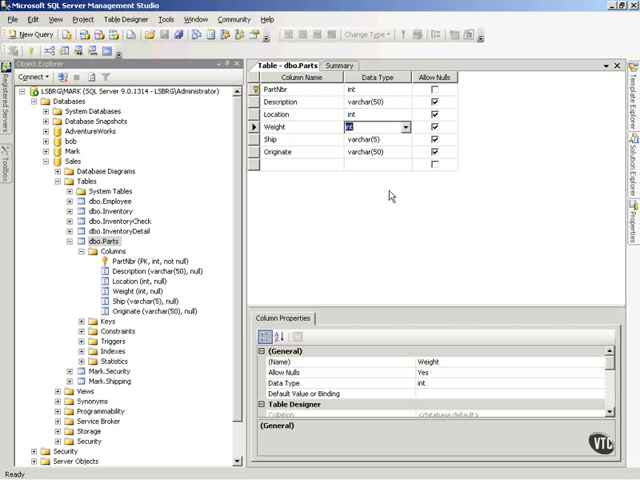 Microsoft SQL Server Management Studio
File Edit View Project Table Designer Tools Window Community Help
New Query
Change Type
Object Explorer
Connect
LSBRG\MARK (SQL Server 9.0.1314 - LSBRG\Administrator)
Databases
System Databases
Database Snapshots
AdventureWorks
bob
Mark
Sales
Database Diagrams
Tables
System Tables
dbo.Employee
dbo.Inventory
dbo.InventoryCheck
dbo.InventoryDetail
dbo.Parts
Columns
PartNbr (PK, int, not null)
Description (varchar(50), null)
Location (int, null)
Weight (int, null)
Ship (varchar(5), null)
Originate (varchar(50), null)
Keys
Constraints
Triggers
Indexes
Statistics
Mark.Security
Mark.Shipping
Views
Synonyms
Programmability
Service Broker
Storage
Security
Security
Server Objects
Registered Servers
Toolbox
Table - dbo.Parts Summary
Column Name Data Type Allow Nulls
PartNbr int
Description varchar(50)
Location int
Weight int
Ship varchar(5)
Originate varchar(50)
Column Properties
(General)
(Name) Weight
Allow Nulls Yes
Data Type int
Default Value or Binding
Table Designer
Collation <database default>
(General)
Template Explorer
Solution Explorer
Properties
VTC
Ready